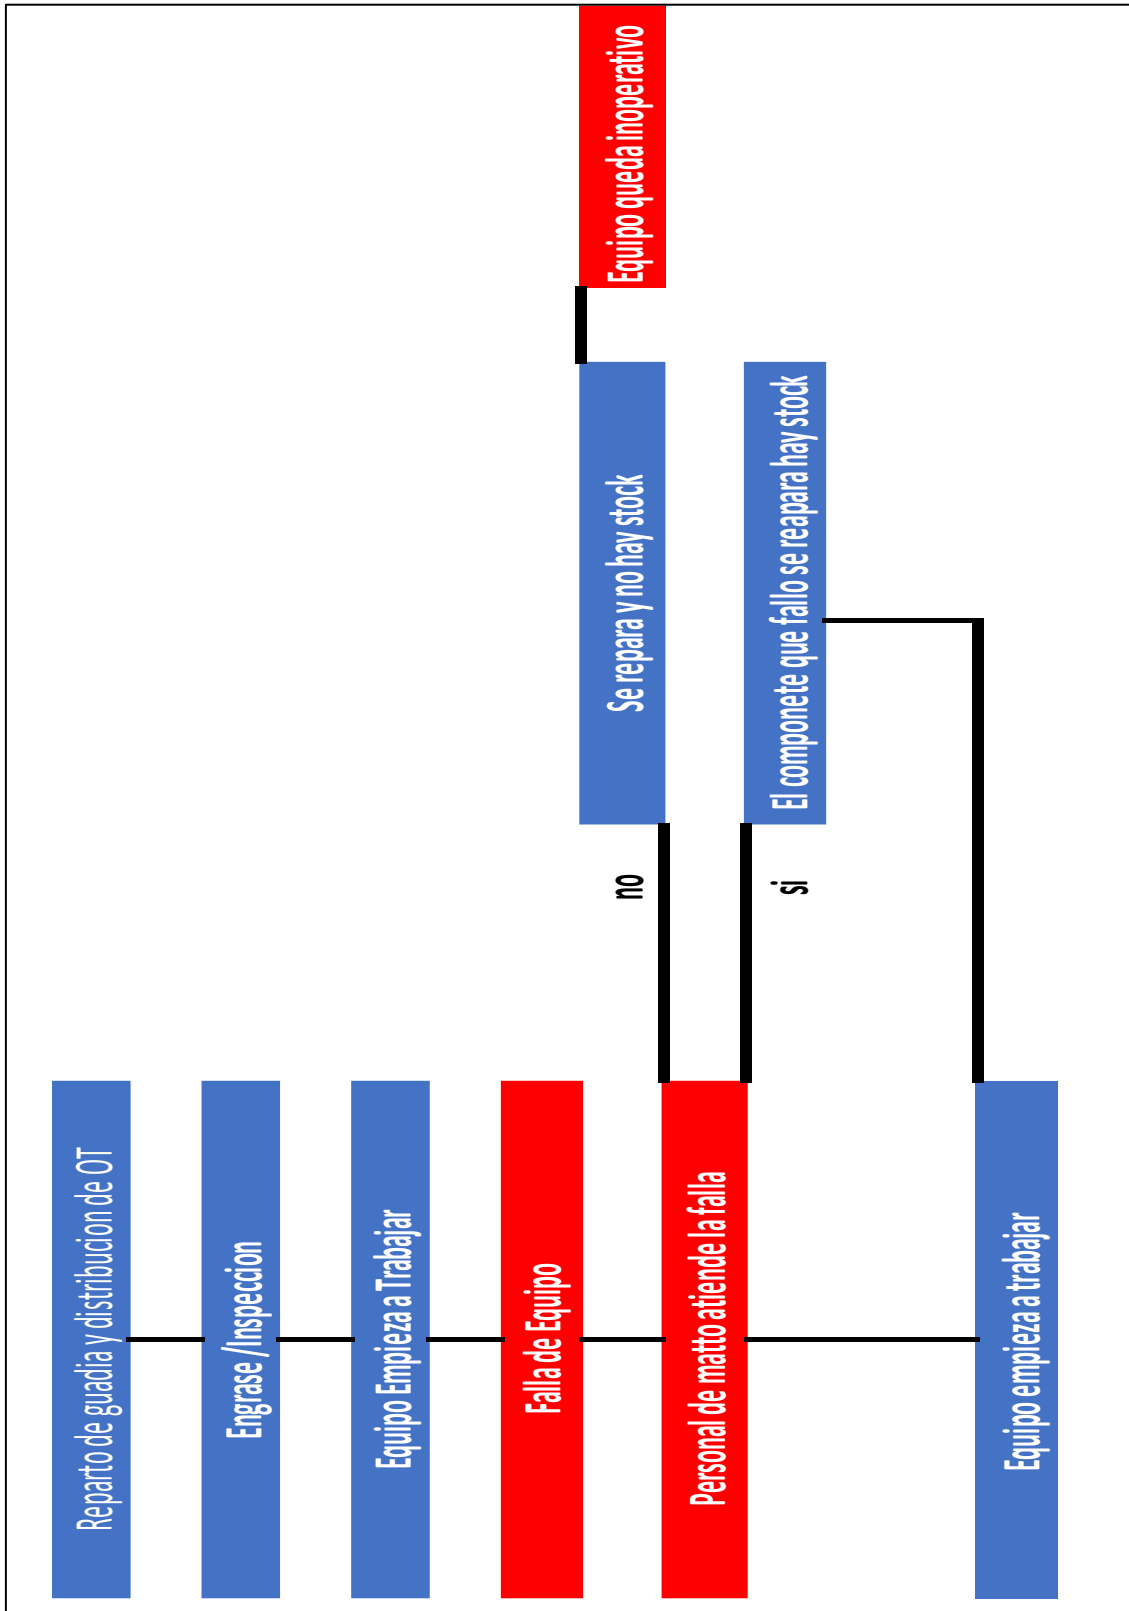 Reparto de guadia y distribucion de OT
Engrase /Inspeccion
Equipo Empieza a Trabajar
Falla de Equipo
Personal de matto atiende la falla
no
Se repara y no hay stock
Equipo queda inoperativo
si
El componete que fallo se reapara hay stock
Equipo empieza a trabajar